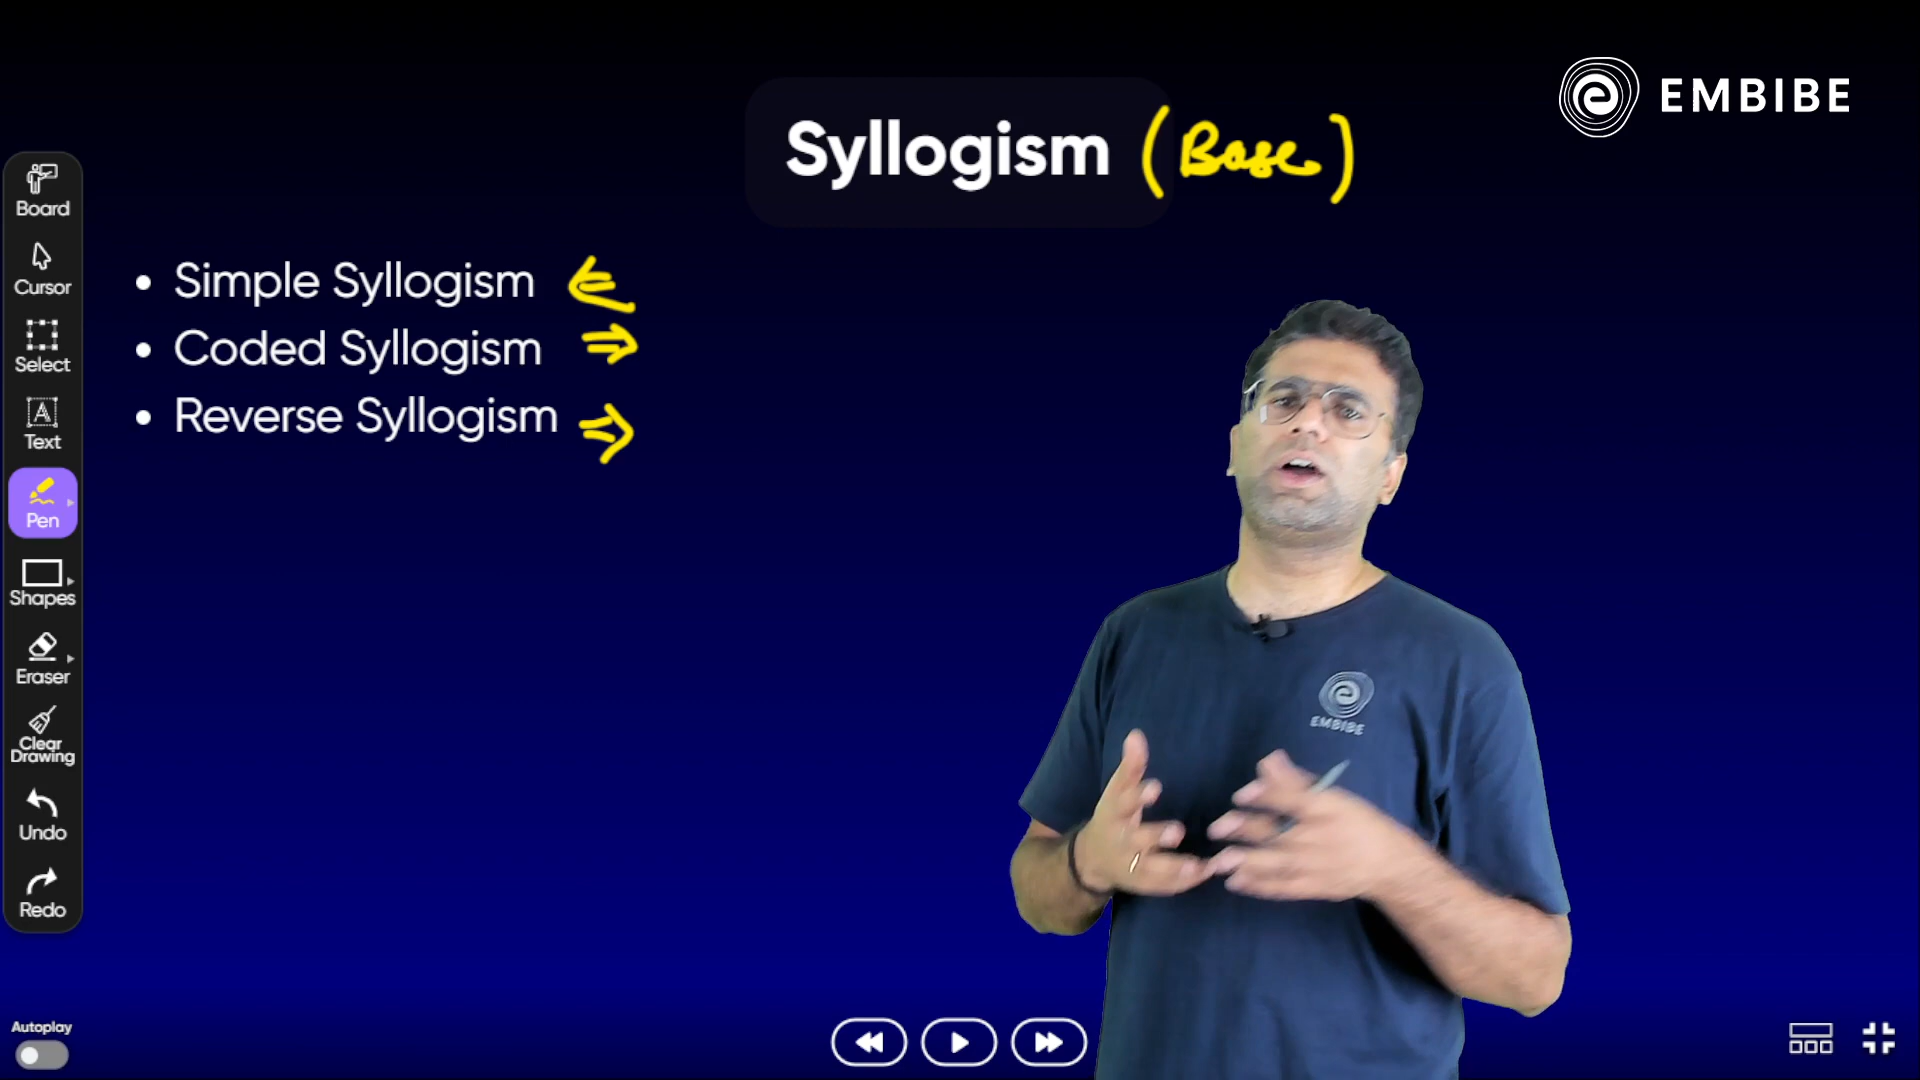 EMBIBE
Syllogism (Base)
• Simple Syllogism
• Coded Syllogism
• Reverse Syllogism
Board
Cursor
Select
A
Text
Pen
Shapes
Eraser
Clear
Drawing
Undo
Redo
EMBIBE
Autoplay